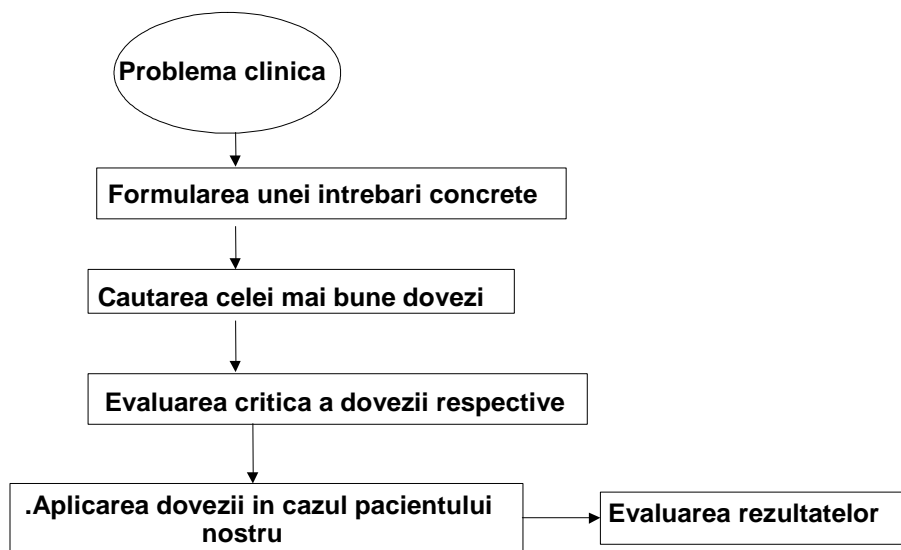 Problema clinica
Formularea unei intrebari concrete
Cautarea celei mai bune dovezi
Evaluarea critica a dovezii respective
.Aplicarea dovezii in cazul pacientului
nostru
Evaluarea rezultatelor